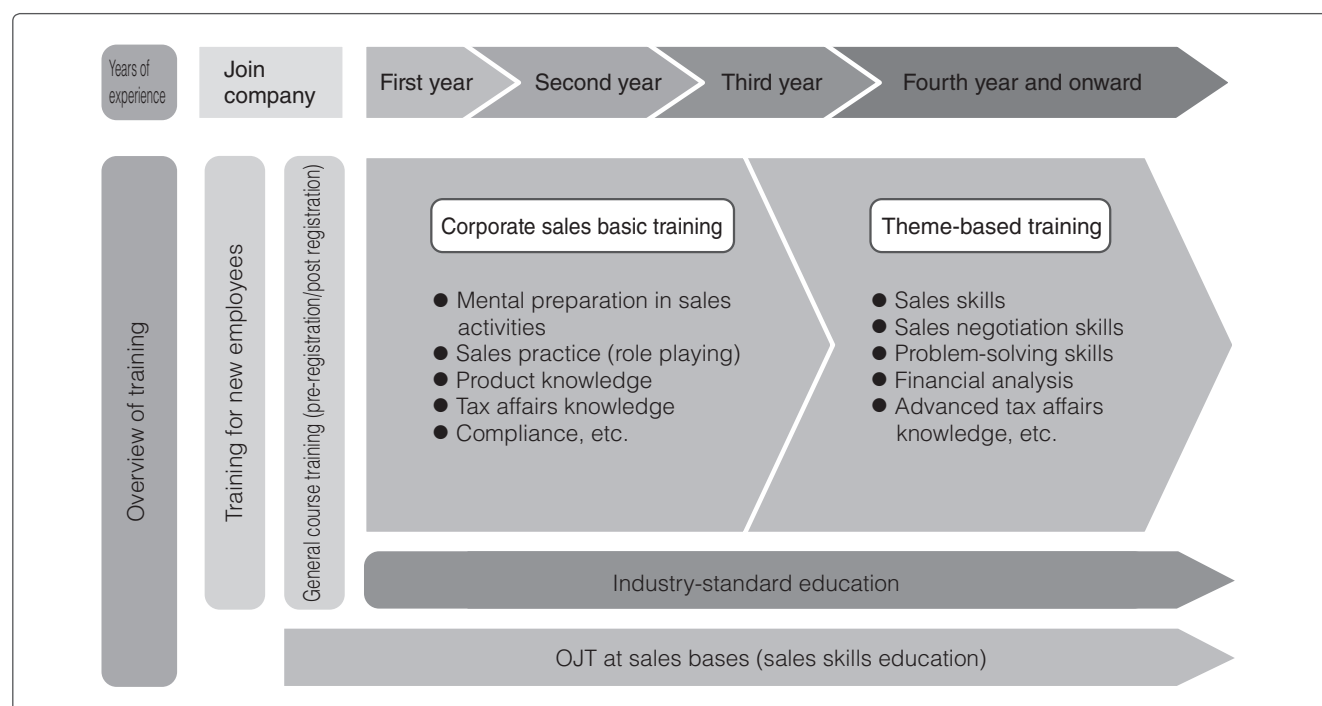 Years of
experience
Join
company
First year
Second year
Third year
Fourth year and onward
Overview of training
Training for new employees
General course training (pre-registration/post registration)
Corporate sales basic training
● Mental preparation in sales
activities
● Sales practice (role playing)
● Product knowledge
● Tax affairs knowledge
● Compliance, etc.
Theme-based training
● Sales skills
● Sales negotiation skills
● Problem-solving skills
● Financial analysis
● Advanced tax affairs
knowledge, etc.
Industry-standard education
OJT at sales bases (sales skills education)